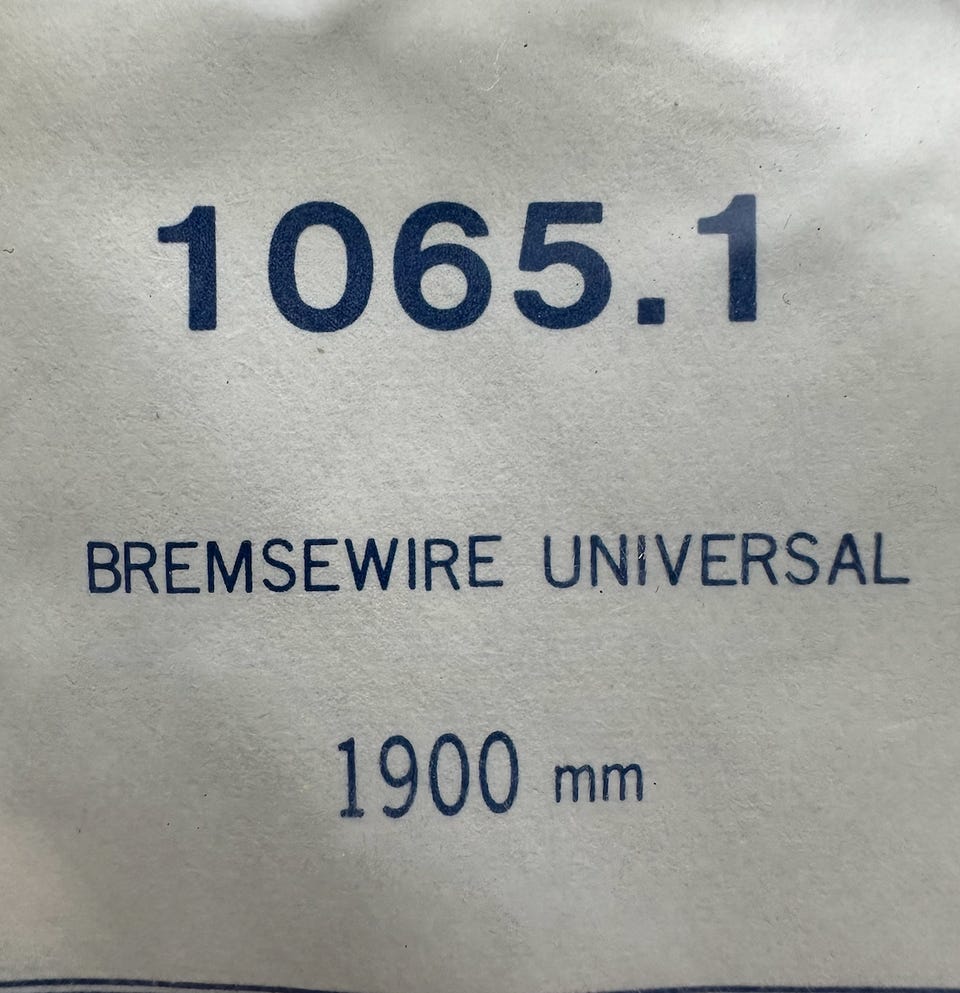 1065.1
BREMSEWIRE UNIVERSAL
1900 mm